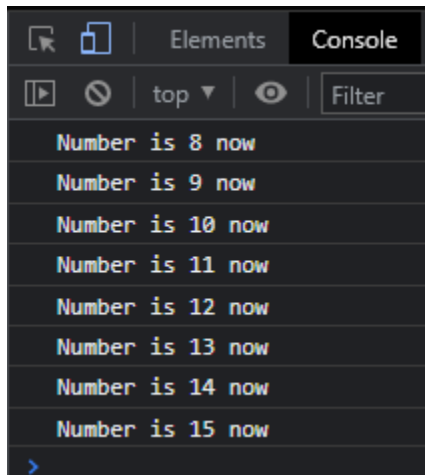 Elements Console
top Filter
Number is 8 now
Number is 9 now
Number is 10 now
Number is 11 now
Number is 12 now
Number is 13 now
Number is 14 now
Number is 15 now